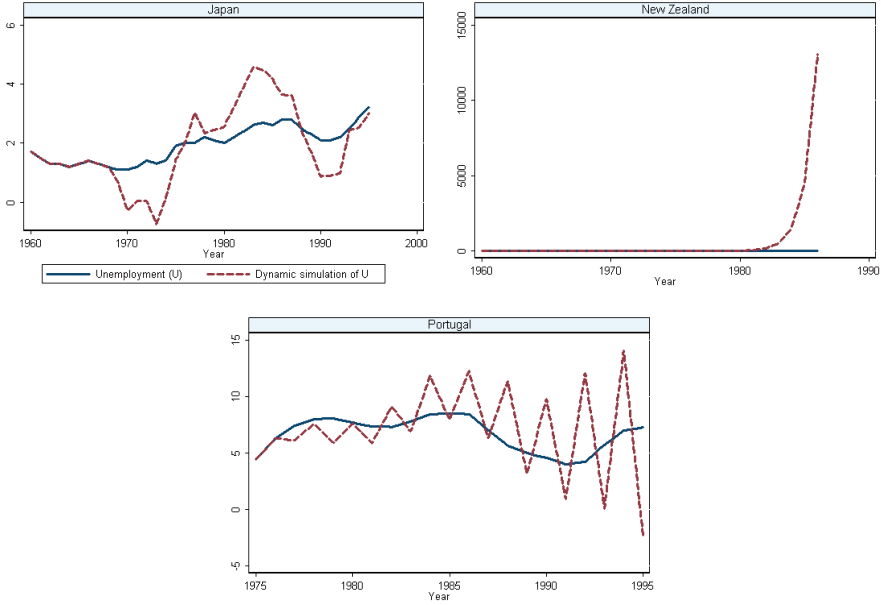 Japan
6
4
2
0
1960 1970 1980 1990 2000
Year
Unemployment (U) Dynamic simulation of U
New Zealand
15000
10000
5000
0
1960 1970 1980 1990
Year
Portugal
15
10
5
0
-5
1975 1980 1985 1990 1995
Year